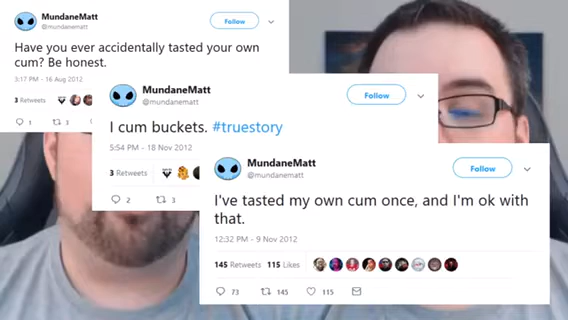 MundaneMatt
@mundanematt
Follow
Have you ever accidentally tasted your own
cum? Be honest.
3:17 PM - 16 Aug 2012
3 Retweets
1
3
MundaneMatt
@mundanematt
Follow
I cum buckets. #truestory
5:54 PM - 18 Nov 2012
3 Retweets
2
3
MundaneMatt
@mundanematt
Follow
I've tasted my own cum once, and I'm ok with
that.
12:32 PM - 9 Nov 2012
145 Retweets 115 Likes
73
145
115